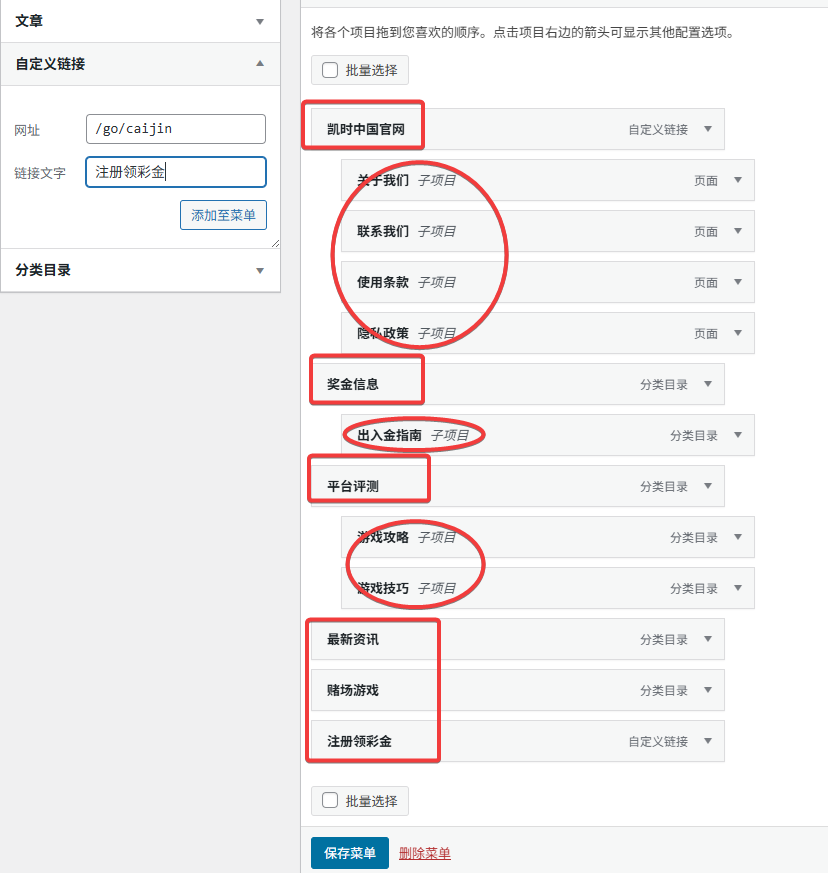 文章
自定义链接
网址
/go/caijin
链接文字
注册领彩金
添加至菜单
分类目录
将各个项目拖到您喜欢的顺序。点击项目右边的箭头可显示其他配置选项。
批量选择
凯时中国官网 自定义链接
关于我们 子项目 页面
联系我们 子项目 页面
使用条款 子项目 页面
隐私政策 子项目 页面
奖金信息 分类目录
出入金指南 子项目 分类目录
平台评测 分类目录
游戏攻略 子项目 分类目录
游戏技巧 子项目 分类目录
最新资讯 分类目录
赌场游戏 分类目录
注册领彩金 自定义链接
批量选择
保存菜单 删除菜单